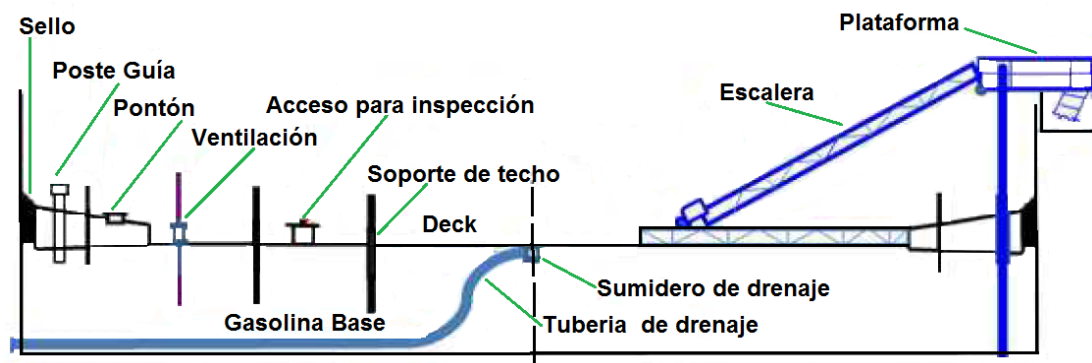 Sello
Plataforma
Poste Guía
Escalera
Pontón
Acceso para inspección
Ventilación
Soporte de techo
Deck
Sumidero de drenaje
Gasolina Base
Tuberia de drenaje